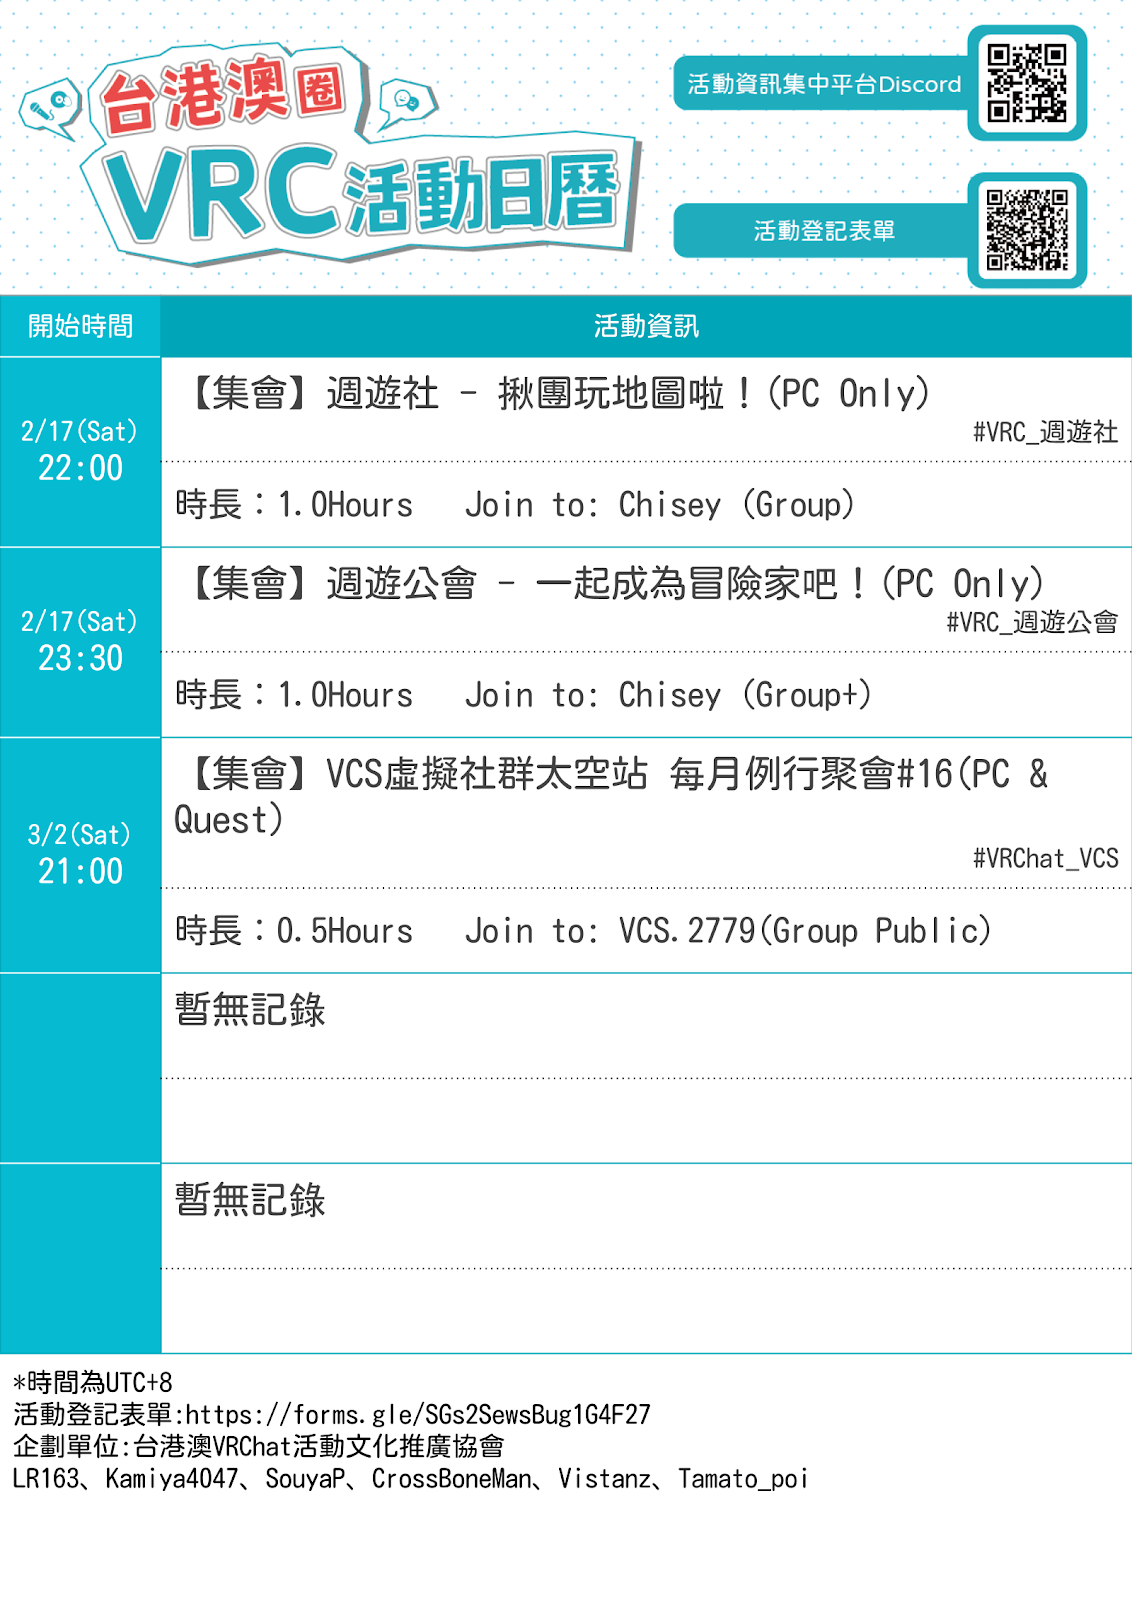 台港澳圈
VRC活動日曆
活動資訊集中平台Discord
活動登記表單
開始時間
活動資訊
2/17(Sat)
22:00
【集會】週遊社 - 揪團玩地圖啦！(PC Only)
#VRC_週遊社
時長：1.0Hours Join to: Chisey (Group)
2/17(Sat)
23:30
【集會】週遊公會 - 一起成為冒險家吧！(PC Only)
#VRC_週遊公會
時長：1.0Hours Join to: Chisey (Group+)
3/2(Sat)
21:00
【集會】VCS虛擬社群太空站 每月例行聚會#16(PC &
Quest)
#VRChat_VCS
時長：0.5Hours Join to: VCS.2779(Group Public)
暫無記錄
暫無記錄
*時間為UTC+8
活動登記表單:https://forms.gle/SGs2SewsBug1G4F27
企劃單位:台港澳VRChat活動文化推廣協會
LR163、Kamiya4047、SouyaP、CrossBoneMan、Vistanz、Tamato_poi